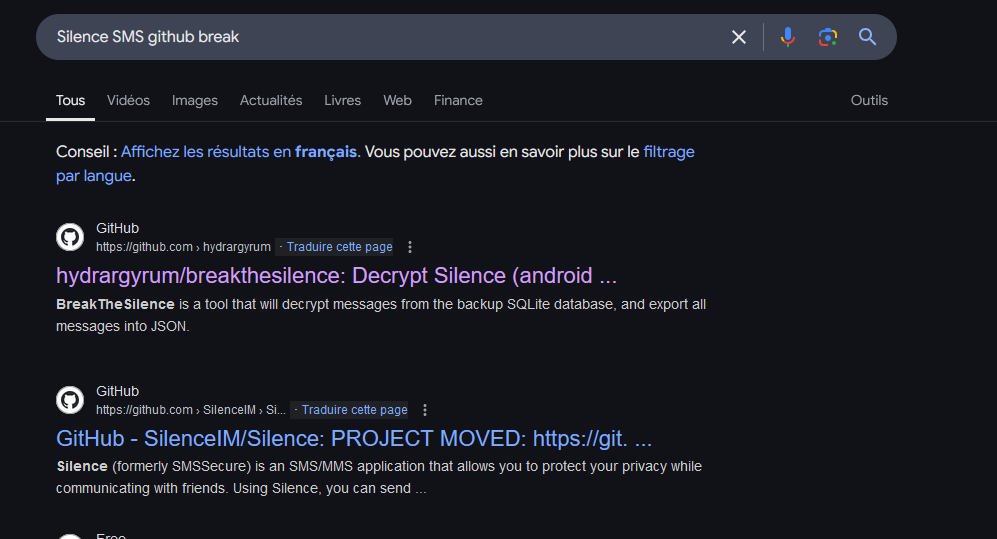 Silence SMS github break
Tous Vidéos Images Actualités Livres Web Finance Outils
Conseil : Affichez les résultats en français. Vous pouvez aussi en savoir plus sur le filtrage
par langue.
GitHub
https://github.com › hydrargyrum · Traduire cette page
hydrargyrum/breakthesilence: Decrypt Silence (android ...
BreakTheSilence is a tool that will decrypt messages from the backup SQLite database, and export all
messages into JSON.
GitHub
https://github.com › SilenceIM › Si... · Traduire cette page
GitHub - SilenceIM/Silence: PROJECT MOVED: https://git. ...
Silence (formerly SMSSecure) is an SMS/MMS application that allows you to protect your privacy while
communicating with friends. Using Silence, you can send ...
Free